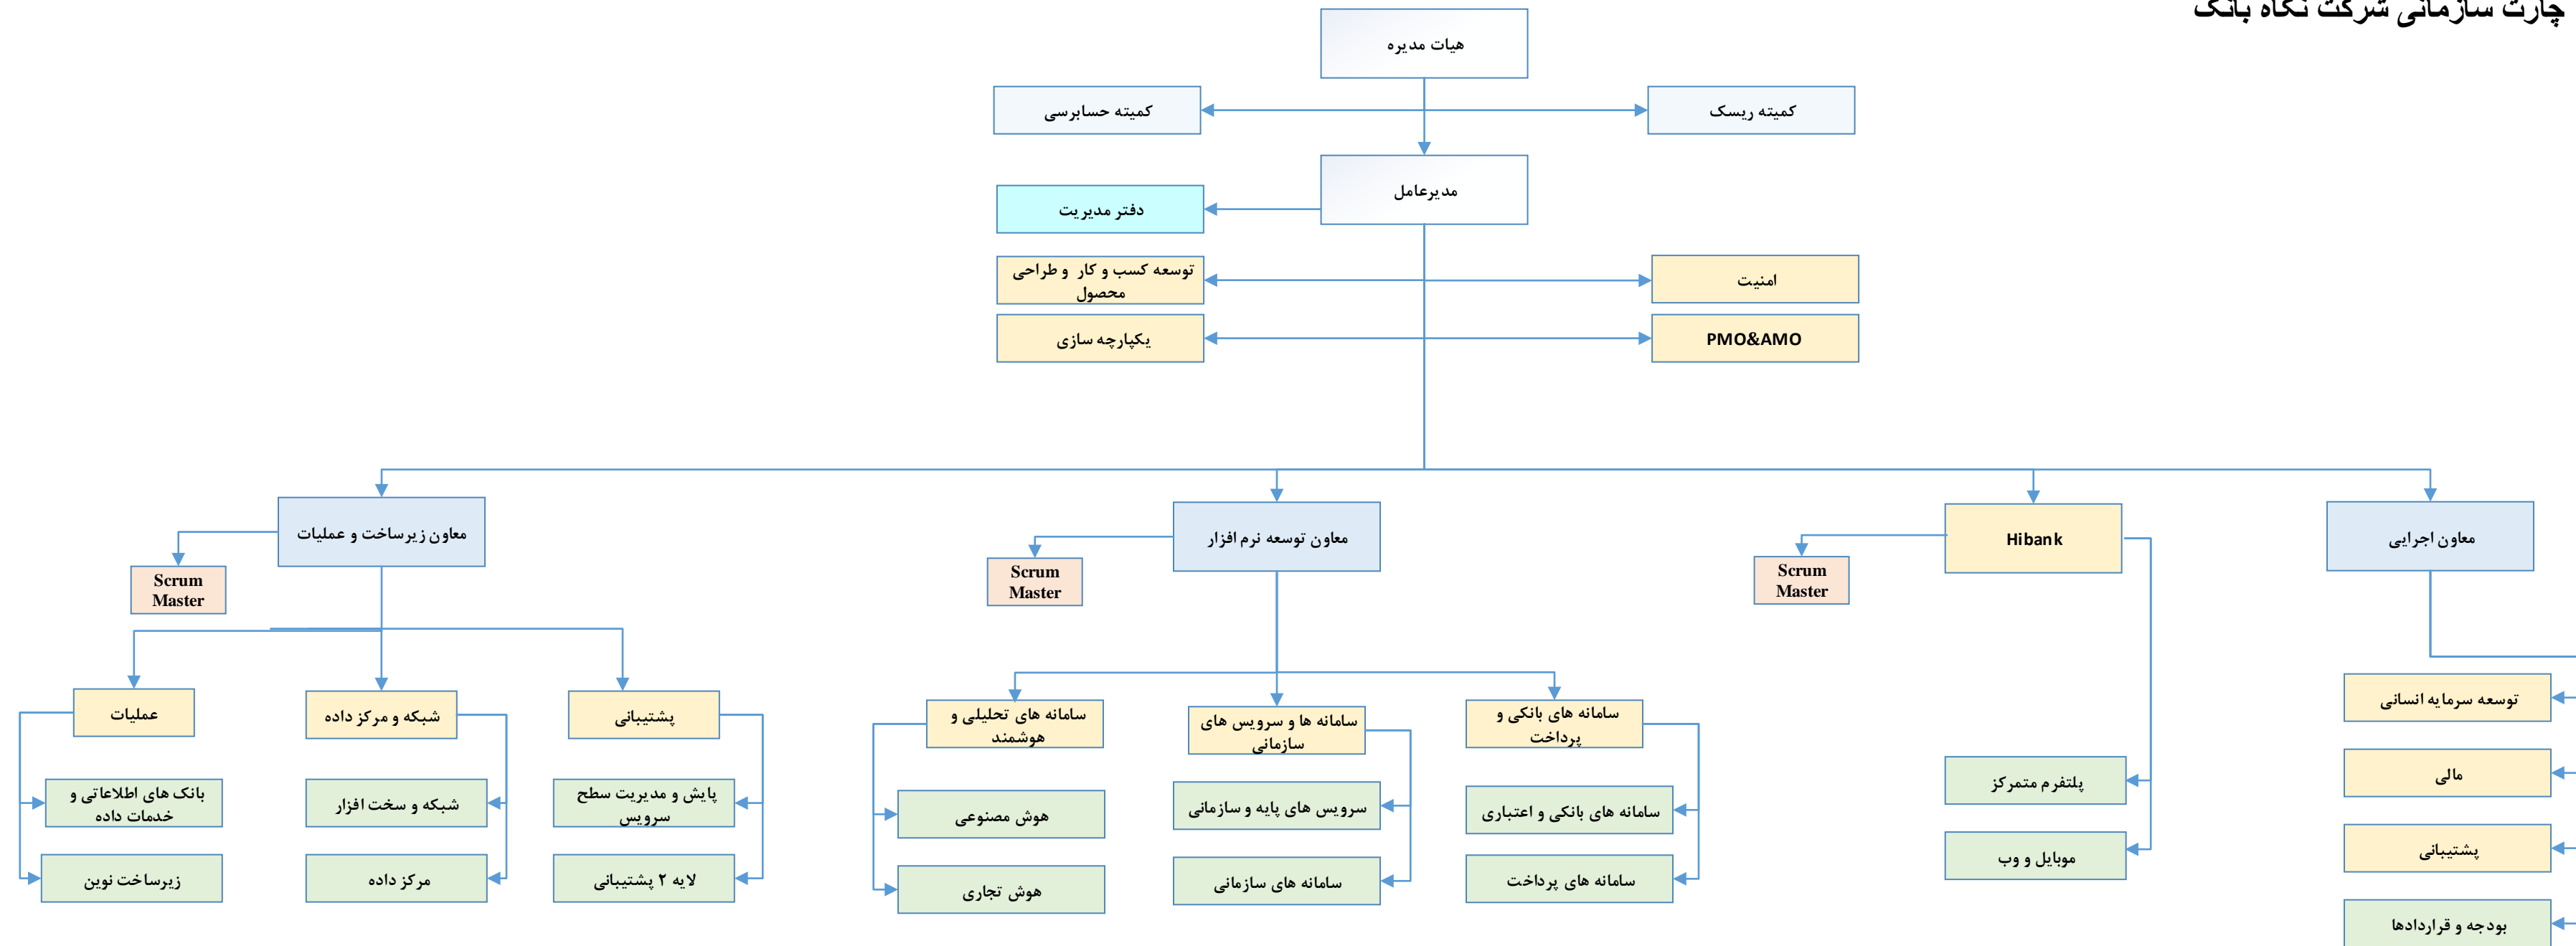 چارت سازمانی شرکت نگاه بانک
هیات مدیره
کمیته ریسک
کمیته حسابرسی
مدیرعامل
دفتر مدیریت
امنیت
توسعه کسب و کار و طراحی
محصول
PMO&AMO
یکپارچه سازی
معاون اجرایی
توسعه سرمایه انسانی
مالی
پشتیبانی
بودجه و قراردادها
Hibank
Scrum
Master
پلتفرم متمرکز
موبایل و وب
معاون توسعه نرم افزار
Scrum
Master
سامانه های بانکی و
پرداخت
سامانه های بانکی و اعتباری
سامانه های پرداخت
سامانه ها و سرویس های
سازمانی
سرویس های پایه و سازمانی
سامانه های سازمانی
سامانه های تحلیلی و
هوشمند
هوش مصنوعی
هوش تجاری
معاون زیرساخت و عملیات
Scrum
Master
پشتیبانی
پایش و مدیریت سطح
سرویس
لایه ۲ پشتیبانی
شبکه و مرکز داده
شبکه و سخت افزار
مرکز داده
عملیات
بانک های اطلاعاتی و
خدمات داده
زیرساخت نوین